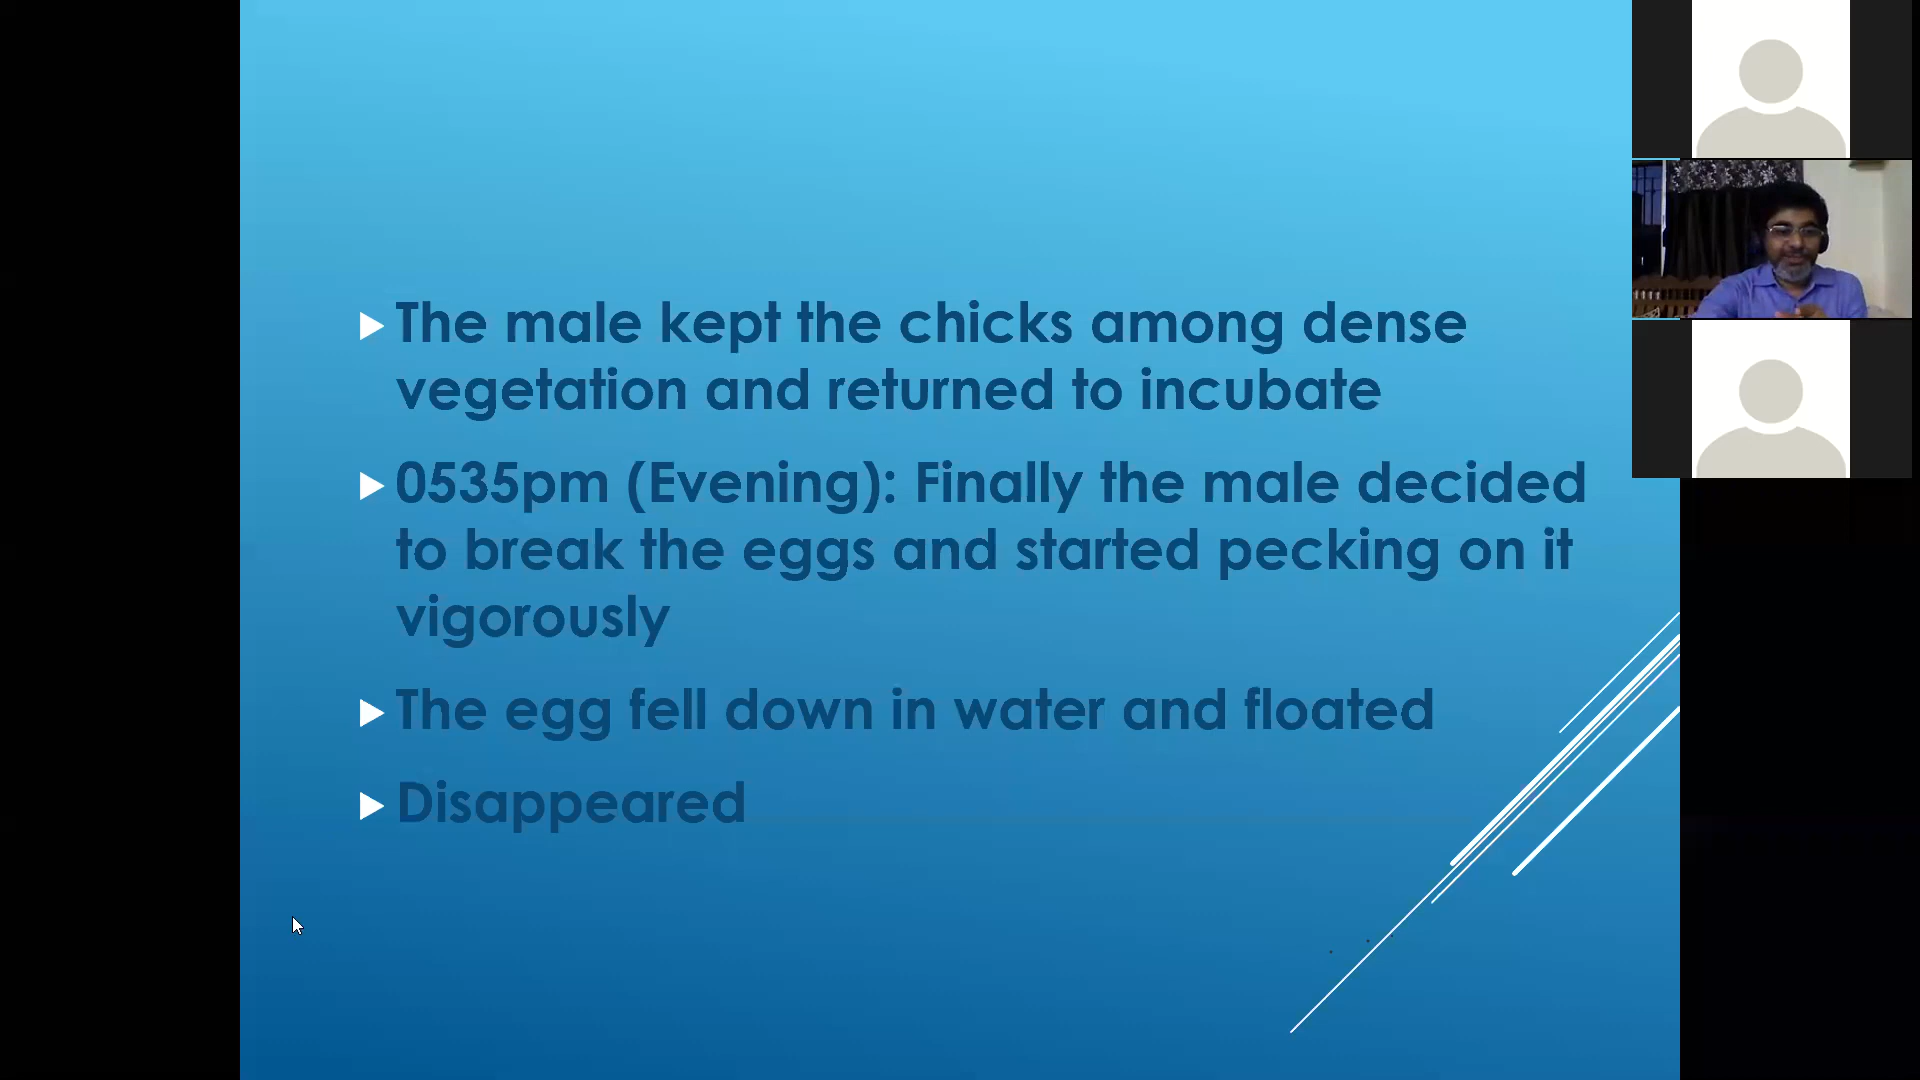 The male kept the chicks among dense
vegetation and returned to incubate
0535pm (Evening): Finally the male decided
to break the eggs and started pecking on it
vigorously
The egg fell down in water and floated
Disappeared